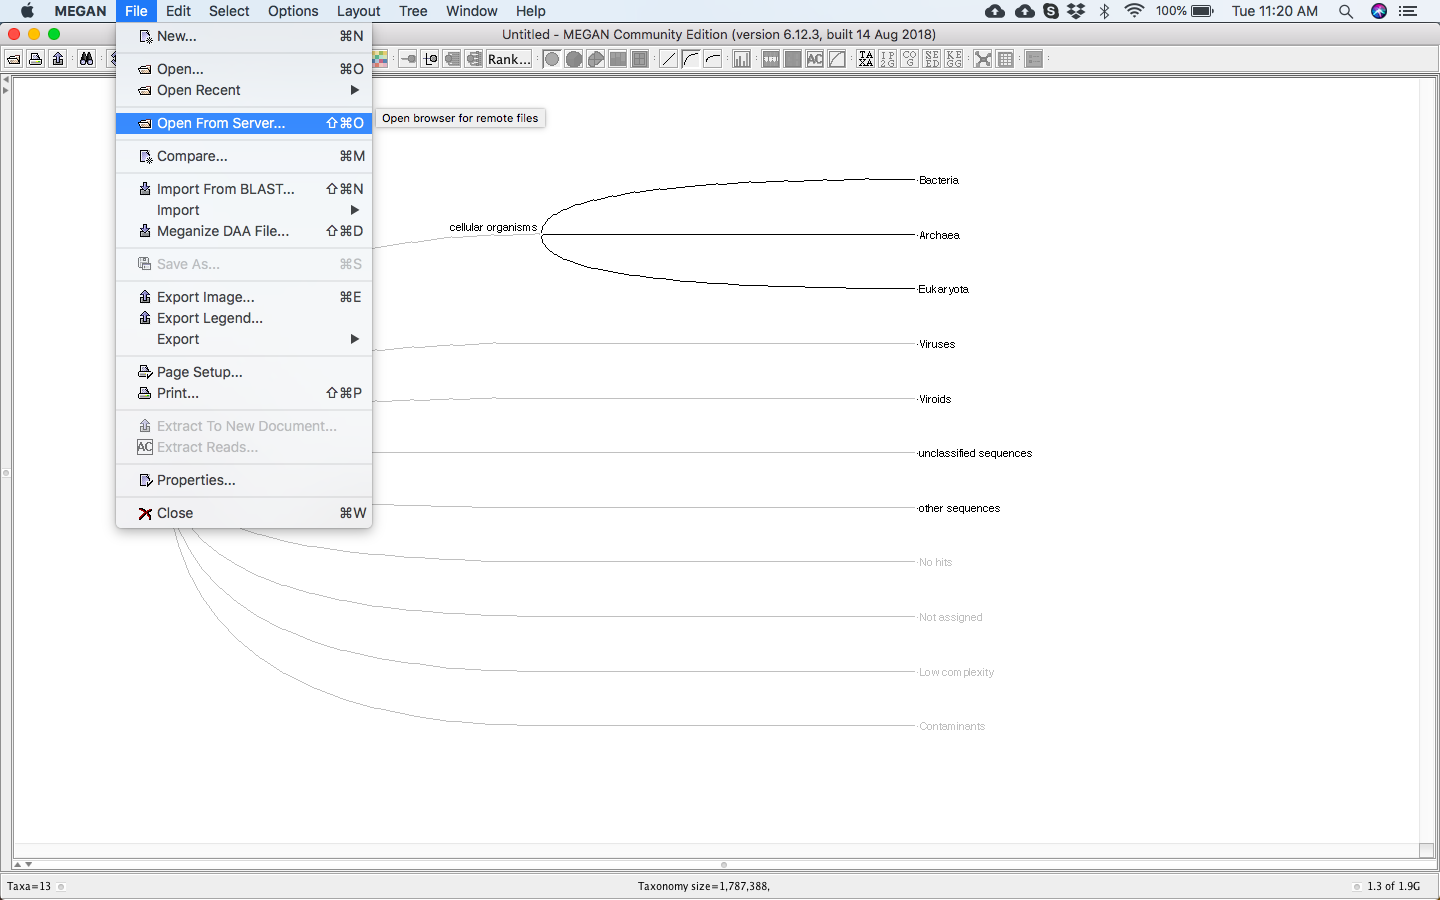 MEGAN File Edit Select Options Layout Tree Window Help 100% Tue 11:20 AM
Untitled - MEGAN Community Edition (version 6.12.3, built 14 Aug 2018)
Rank...
New... ⌘N
Open... ⌘O
Open Recent
Open From Server... ⇧⌘O
Open browser for remote files
Compare... ⌘M
Import From BLAST... ⇧⌘N
Import
Meganize DAA File... ⇧⌘D
Save As... ⌘S
Export Image... ⌘E
Export Legend...
Export
Page Setup...
Print... ⇧⌘P
Extract To New Document...
AC Extract Reads...
Properties...
Close ⌘W
cellular organisms
Bacteria
Archaea
Eukaryota
Viruses
Viroids
unclassified sequences
other sequences
No hits
Not assigned
Low complexity
Contaminants
Taxa=13 Taxonomy size=1,787,388, 1.3 of 1.9G